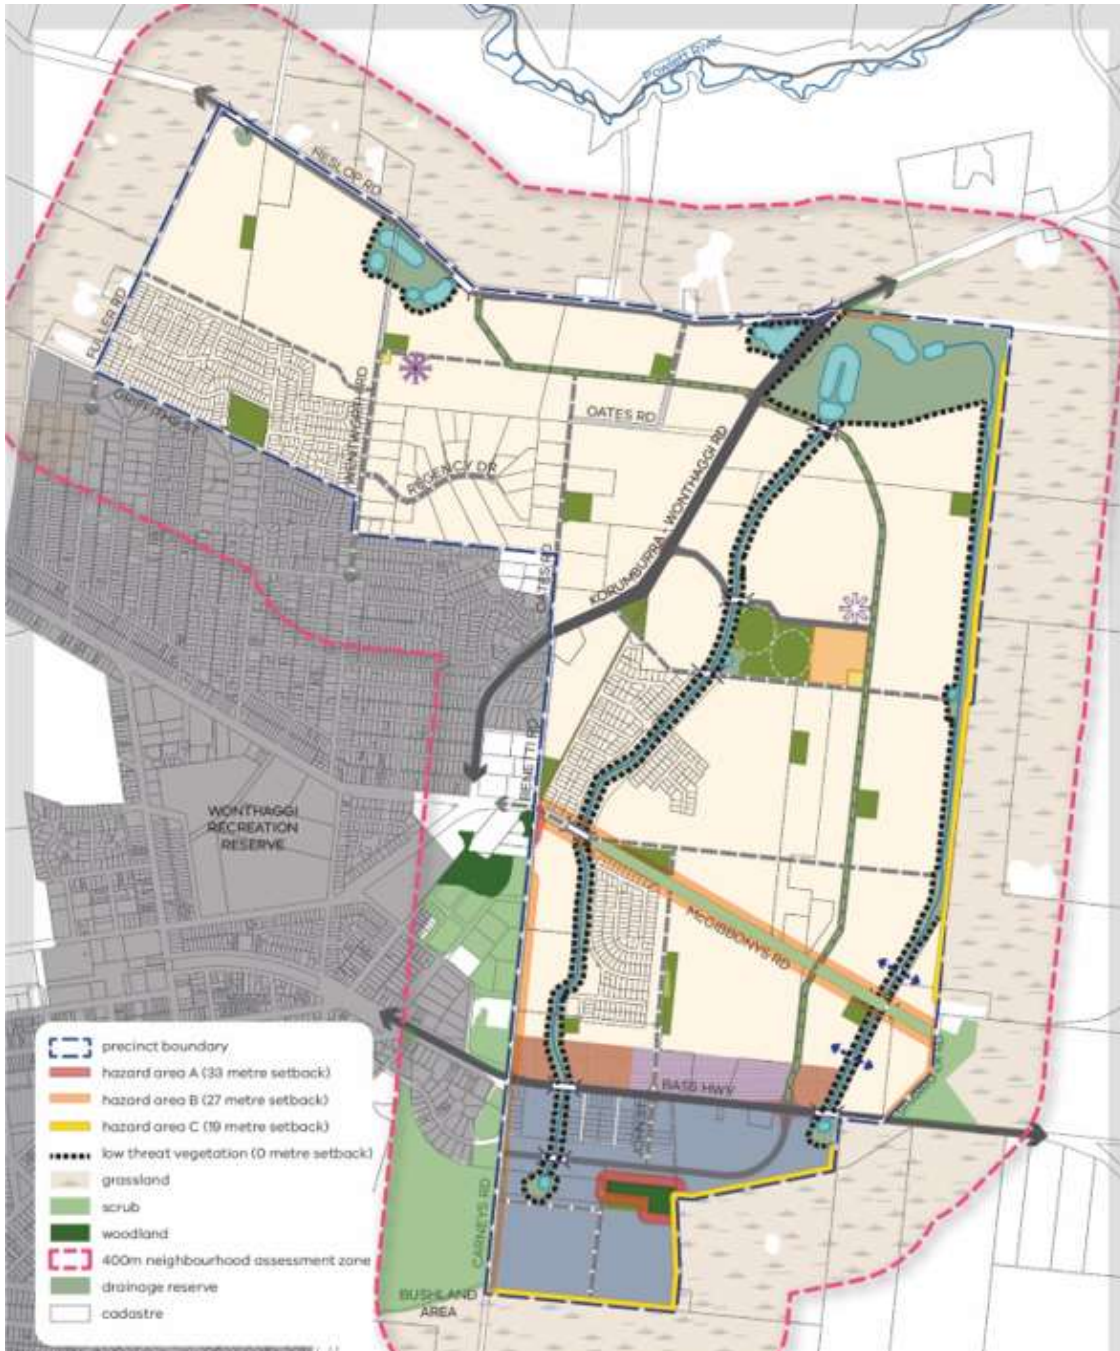 Powlett River
HESLOP RD
FULLER RD
GRIFFITHS ST
WENTWORTH RD
OATES RD
REGENCY DR
KORUMBURRA - WONTHAGGI RD
OATES RD
FIENETTI RD
WONTHAGGI
RECREATION
RESERVE
McGIBBONYS RD
BASS HWY
JOHN ST
CARNEYS RD
BUSHLAND
AREA
precinct boundary
hazard area A (33 metre setback)
hazard area B (27 metre setback)
hazard area C (19 metre setback)
low threat vegetation (0 metre setback)
grassland
scrub
woodland
400m neighbourhood assessment zone
drainage reserve
cadastre